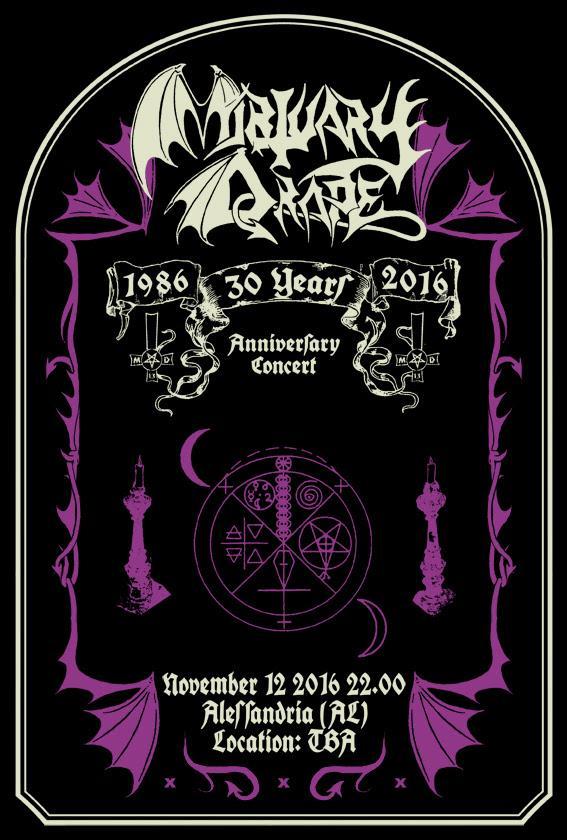 Mortuary
Drape
1986 30 Years 2016
Anniverſary
Concert
M D
M D
November 12 2016 22.00
Aleſſandria (AL)
Location: TBA
x x x